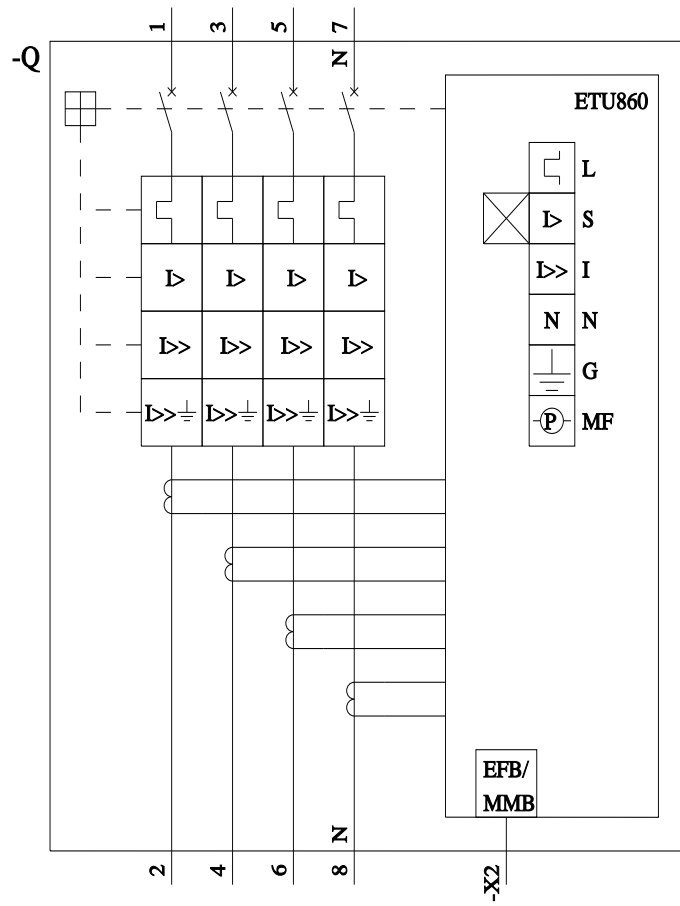 1 3 5 7
-Q
N
ETU860
L
I> I> I> I>
I> S
I>> I
I>> I>> I>> I>>
N N
G
I>> I>> I>> I>>
P MF
EFB/
MMB
N
2 4 6 8
-X2